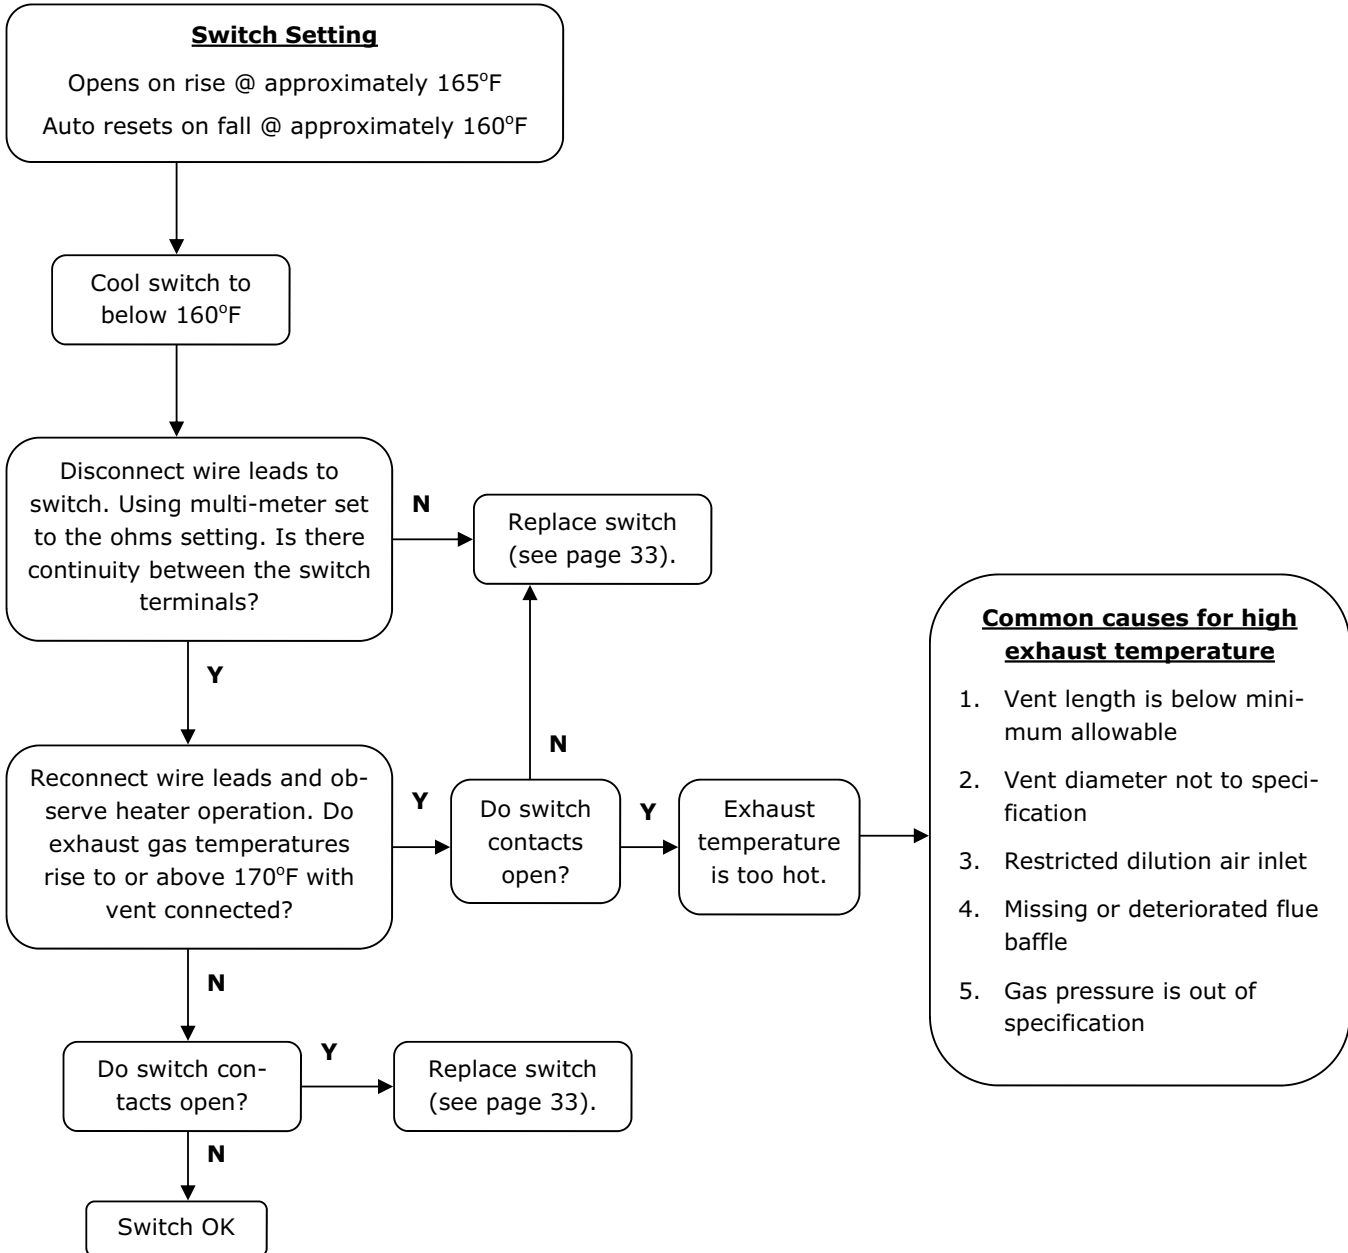 Switch Setting
Opens on rise @ approximately 165°F
Auto resets on fall @ approximately 160°F
Cool switch to
below 160°F
Disconnect wire leads to
switch. Using multi-meter set
to the ohms setting. Is there
continuity between the switch
terminals?
N
Replace switch
(see page 33).
Y
N
Reconnect wire leads and ob-
serve heater operation. Do
exhaust gas temperatures
rise to or above 170°F with
vent connected?
Y
Do switch
contacts
open?
Y
Exhaust
temperature
is too hot.
Common causes for high
exhaust temperature
1. Vent length is below mini-
mum allowable
2. Vent diameter not to speci-
fication
3. Restricted dilution air inlet
4. Missing or deteriorated flue
baffle
5. Gas pressure is out of
specification
N
Do switch con-
tacts open?
Y
Replace switch
(see page 33).
N
Switch OK